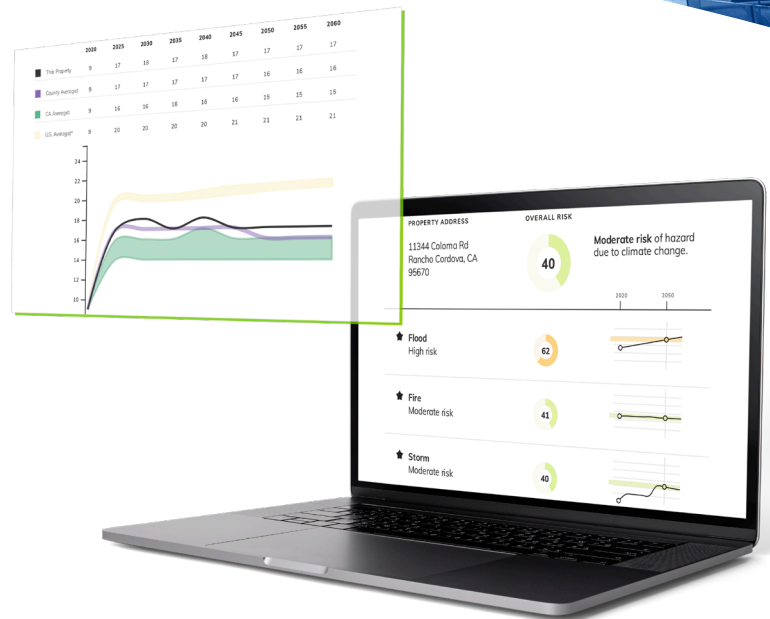 2020 2025 2030 2035 2040 2045 2050 2055 2060
This Property 9 17 18 17 18 17 17 17 17
County Averages 9 17 17 17 17 17 16 16 16
CA Averages 9 16 16 16 16 16 15 15 15
U.S. Averages* 9 20 20 20 20 21 21 21 21
24
22
20
18
16
14
12
10
PROPERTY ADDRESS OVERALL RISK
11344 Coloma Rd
Rancho Cordova, CA
95670
40
Moderate risk of hazard
due to climate change.
2020 2050
Flood
High risk
62
Fire
Moderate risk
41
Storm
Moderate risk
40